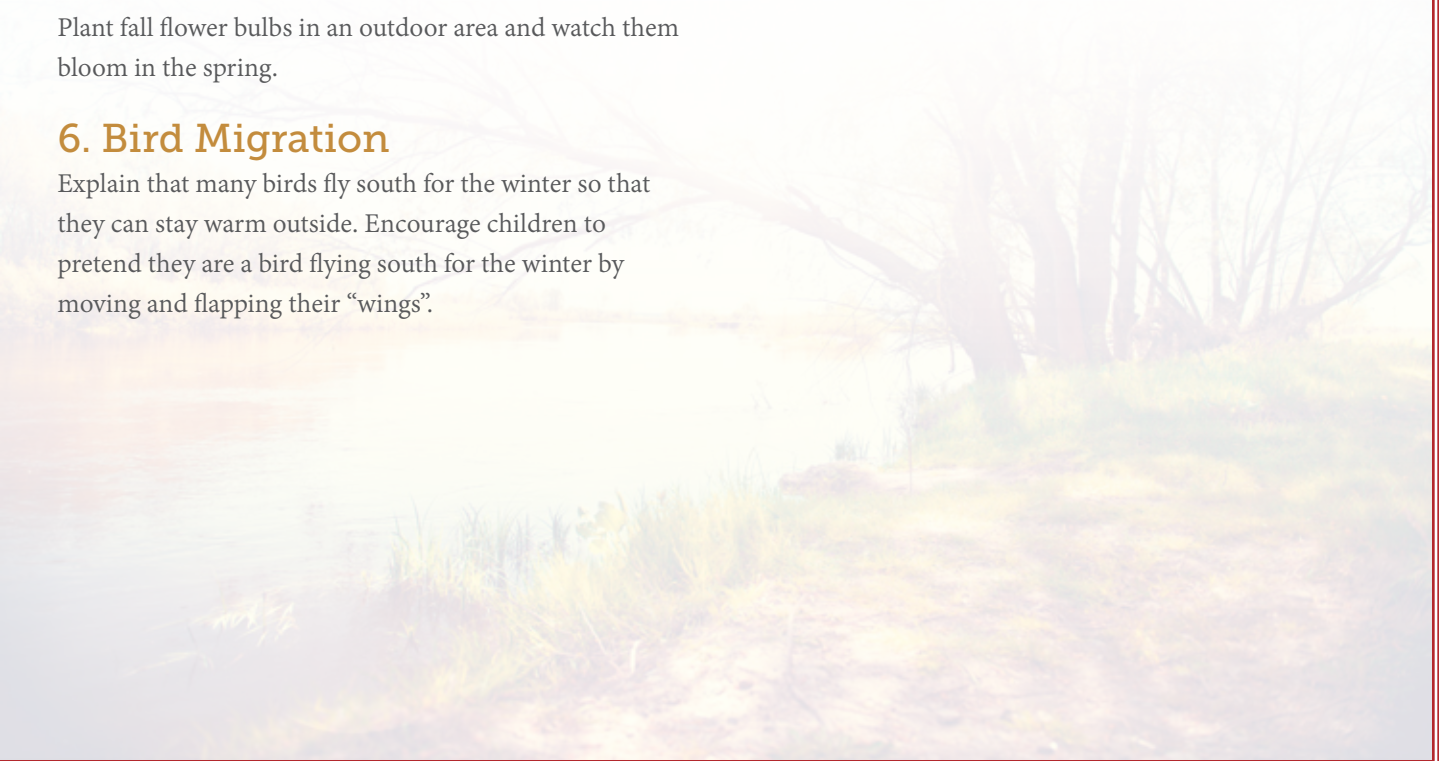 Plant fall flower bulbs in an outdoor area and watch them
bloom in the spring.
6. Bird Migration
Explain that many birds fly south for the winter so that
they can stay warm outside. Encourage children to
pretend they are a bird flying south for the winter by
moving and flapping their “wings”.